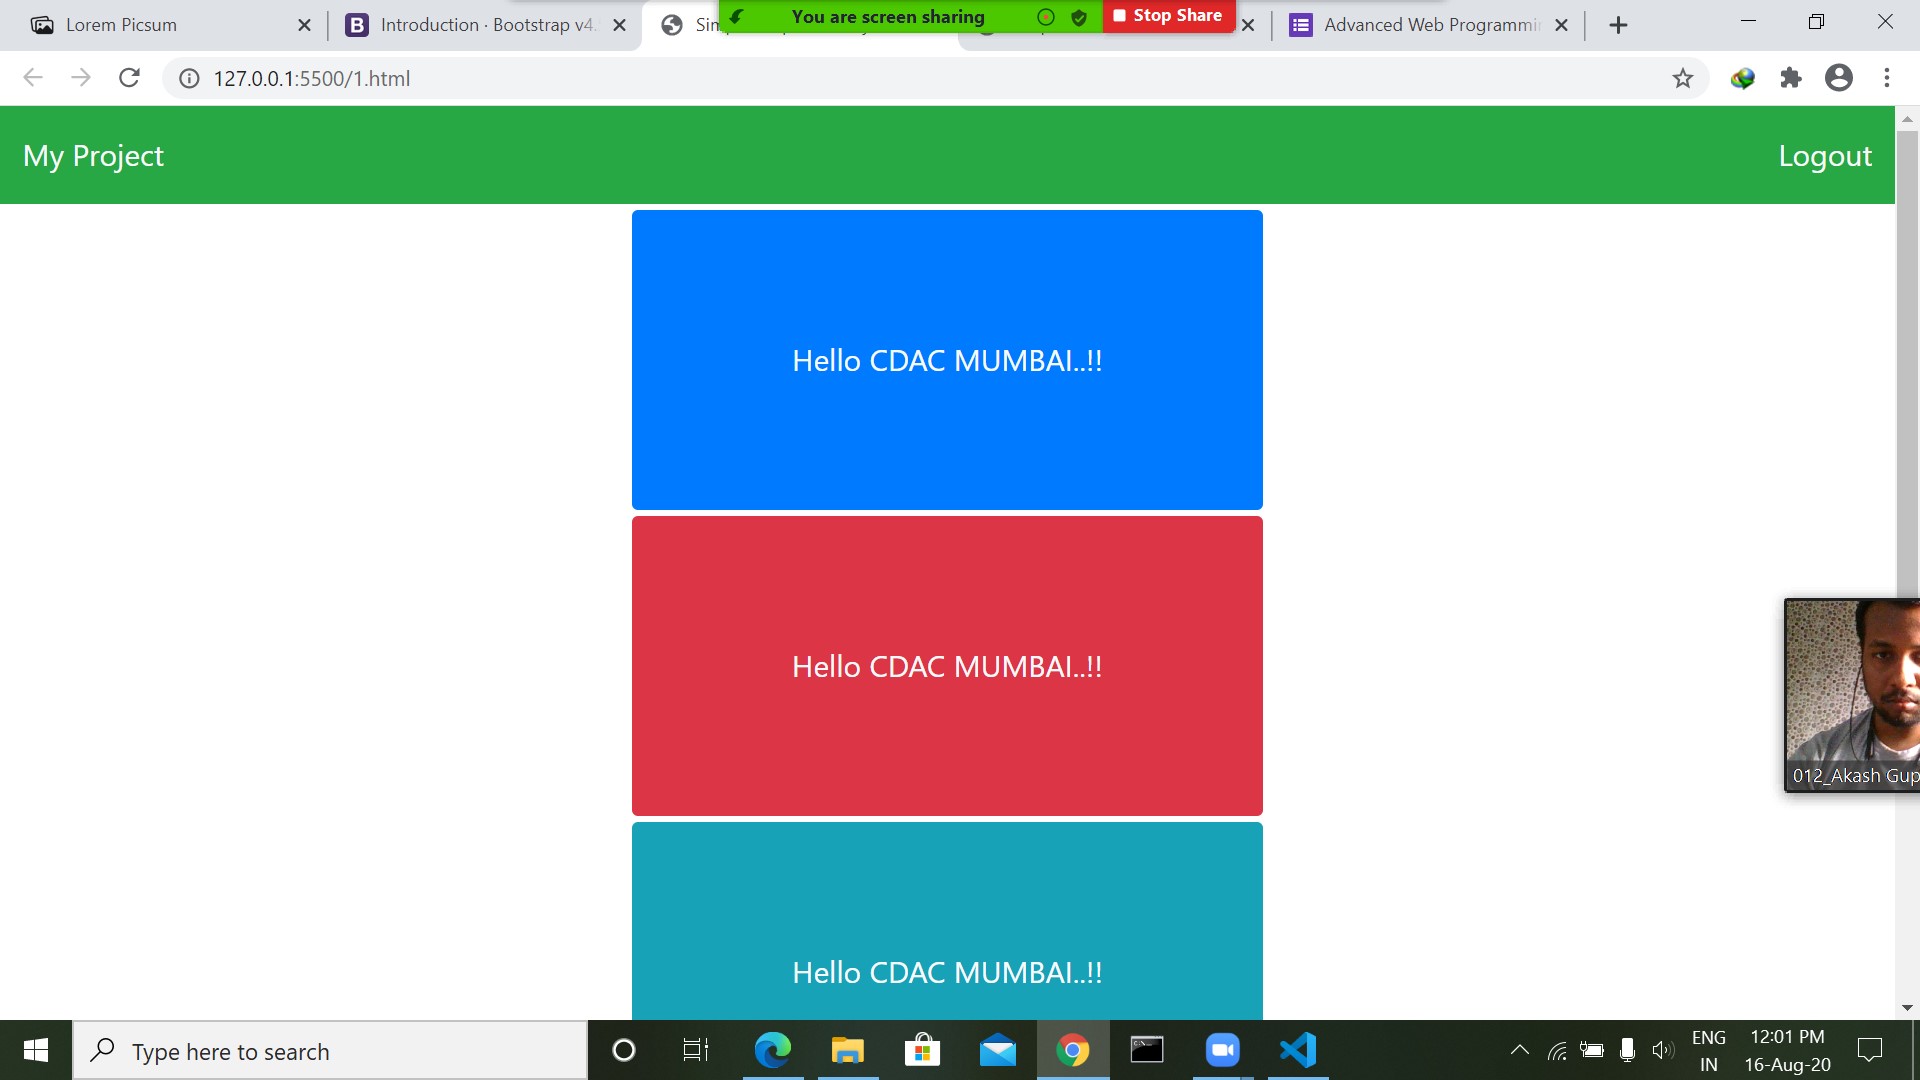 Lorem Picsum
Introduction · Bootstrap v4.
You are screen sharing
Stop Share
Advanced Web Programmin
127.0.0.1:5500/1.html
My Project
Logout
Hello CDAC MUMBAI..!!
Hello CDAC MUMBAI..!!
Hello CDAC MUMBAI..!!
012_Akash Gup
Type here to search
ENG
IN
12:01 PM
16-Aug-20